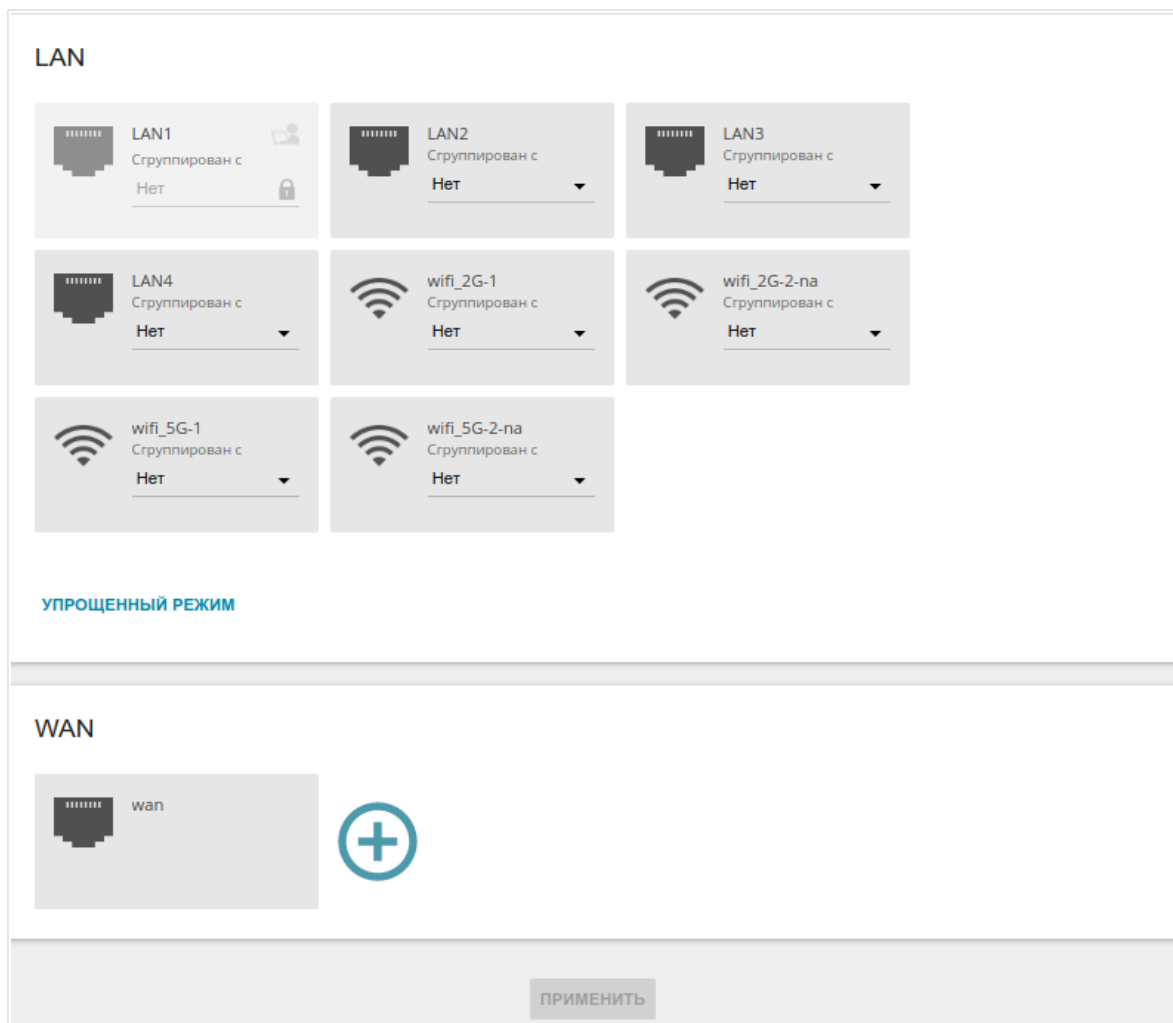 LAN
LAN1
Сгруппирован с
Нет
LAN2
Сгруппирован с
Нет
LAN3
Сгруппирован с
Нет
LAN4
Сгруппирован с
Нет
wifi_2G-1
Сгруппирован с
Нет
wifi_2G-2-na
Сгруппирован с
Нет
wifi_5G-1
Сгруппирован с
Нет
wifi_5G-2-na
Сгруппирован с
Нет
УПРОЩЕННЫЙ РЕЖИМ
WAN
wan
ПРИМЕНИТЬ